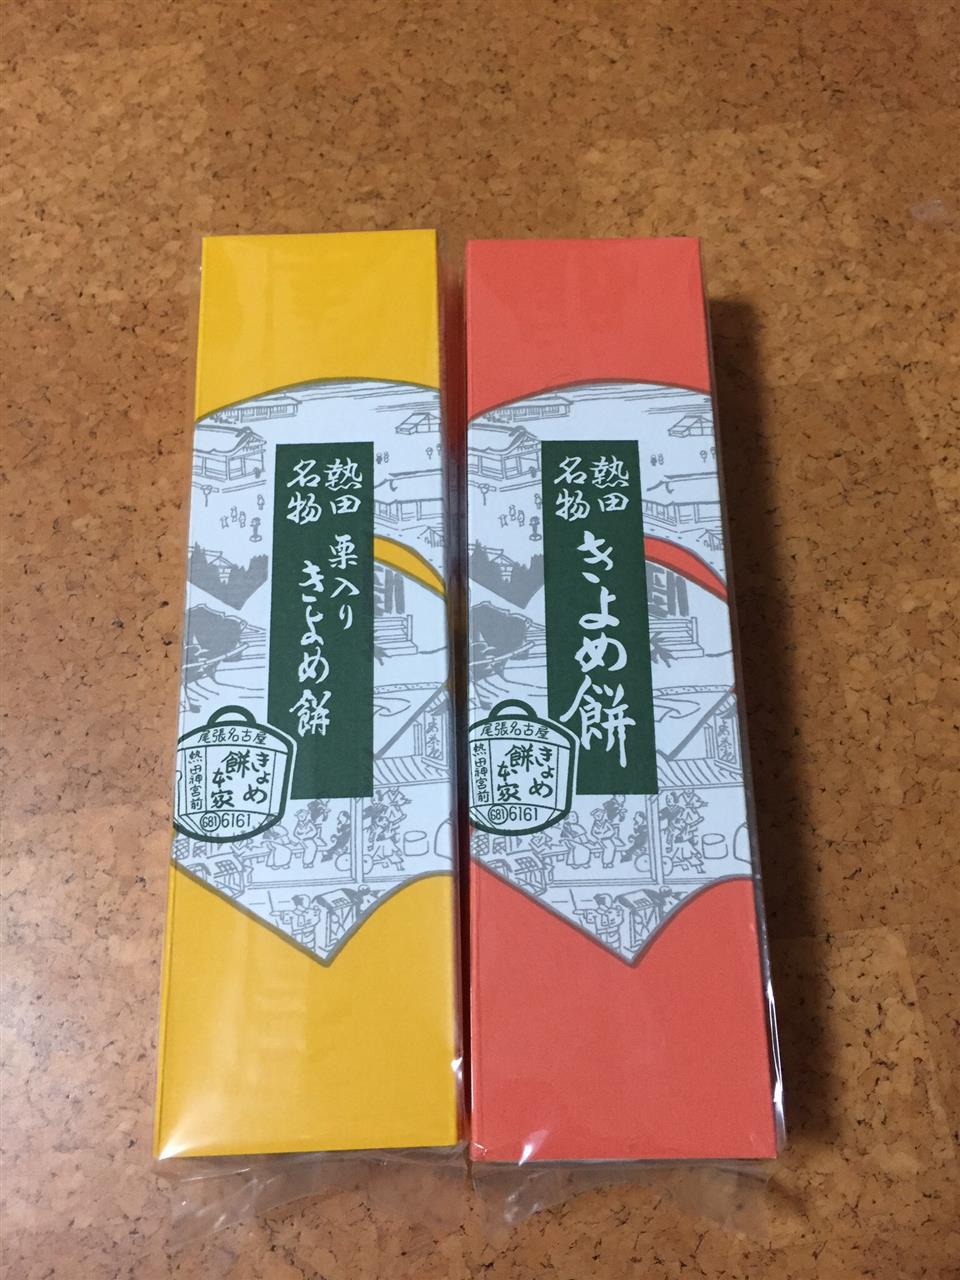 熱田
名物
栗入り
きよめ餅
尾張名古屋
きよめ
餅本家
熱田神宮前
(681)6161
熱田
名物
きよめ餅
尾張名古屋
きよめ
餅本家
熱田神宮前
(681)6161